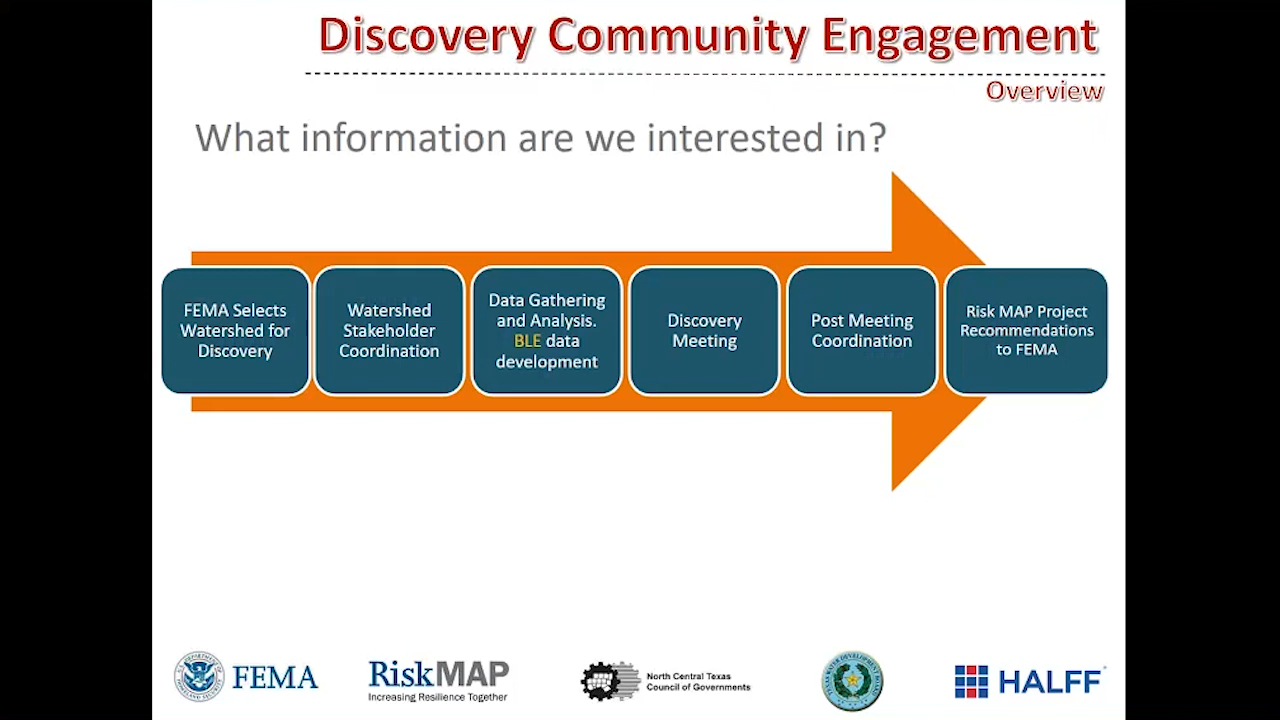 Discovery Community Engagement
Overview
What information are we interested in?
FEMA Selects
Watershed for
Discovery
Watershed
Stakeholder
Coordination
Data Gathering
and Analysis.
BLE data
development
Discovery
Meeting
Post Meeting
Coordination
Risk MAP Project
Recommendations
to FEMA
FEMA
RiskMAP
Increasing Resilience Together
North Central Texas
Council of Governments
HALFF